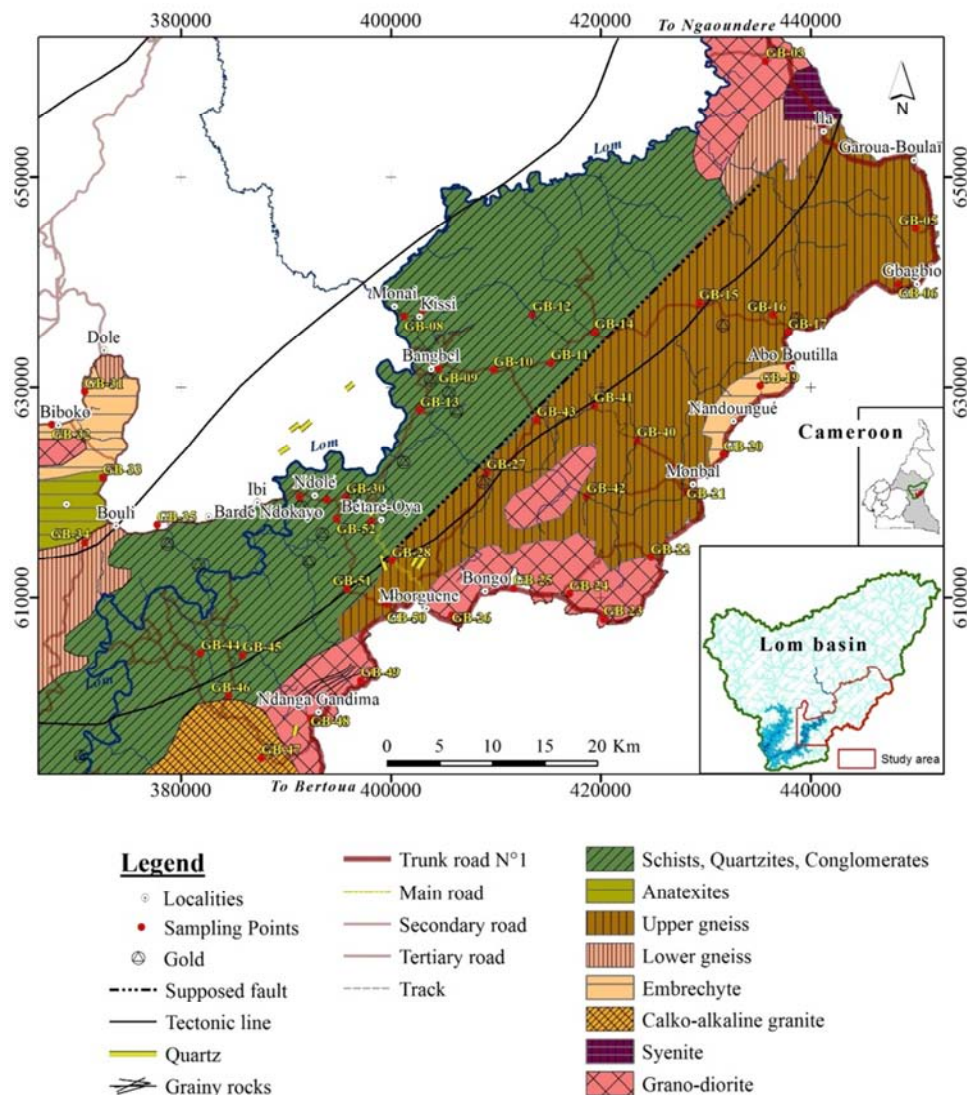 380000 400000 420000 440000
To Ngaoundere
GB-03
N
Lom
Ila
Garoua-Boulaï
650000 650000
GB-05
Gbagbio
GB-06
Monai
Kissi
GB-08
GB-12
GB-15
GB-16
GB-14
GB-17
Dole
Bangbel
GB-09
GB-10
GB-11
Abo Boutilla
GB-31
630000 630000
GB-19
GB-13
GB-41
GB-43
Biboko
GB-32
Nandoungué
GB-40
GB-20
Cameroon
Lom
GB-33
GB-27
Monbal
GB-21
Ndole
GB-30
GB-42
Ibi
Bardé Ndokayo
Bétaré-Oya
Bouli
GB-35
GB-52
GB-34
GB-28
GB-22
GB-51
Bongoi
GB-25
GB-24
610000 610000
Mborguene
GB-50
GB-26
GB-23
Lom basin
GB-44
GB-45
Lom
GB-49
GB-46
Ndanga Gandima
GB-48
GB-47
0 5 10 15 20 Km
Study area
To Bertoua
380000 400000 420000 440000
Legend
Localities
Sampling Points
Gold
Supposed fault
Tectonic line
Quartz
Grainy rocks
Trunk road N°1
Main road
Secondary road
Tertiary road
Track
Schists, Quartzites, Conglomerates
Anatexites
Upper gneiss
Lower gneiss
Embrechyte
Calko-alkaline granite
Syenite
Grano-diorite